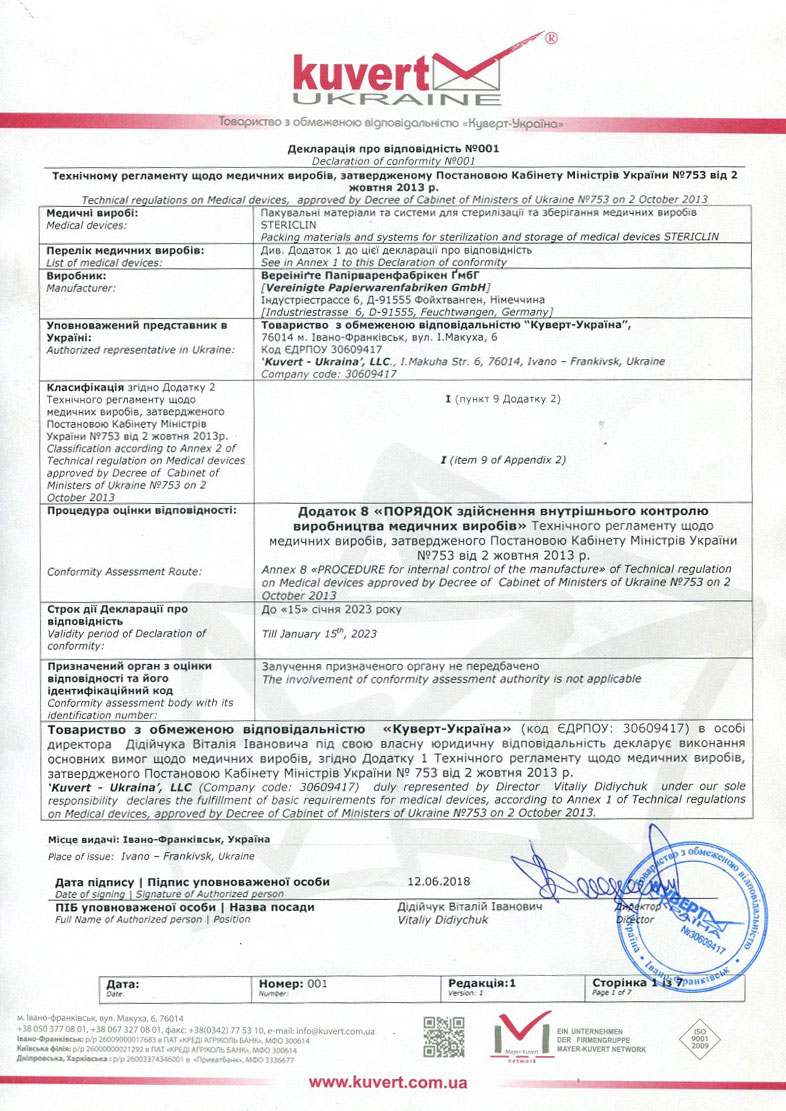 kuvert®
UKRAINE
Товариство з обмеженою відповідальністю «Куверт-Україна»
Декларація про відповідність №001
Declaration of conformity №001
Технічному регламенту щодо медичних виробів, затвердженому Постановою Кабінету Міністрів України №753 від 2
жовтня 2013 р.
Technical regulations on Medical devices, approved by Decree of Cabinet of Ministers of Ukraine №753 on 2 October 2013
Медичні виробі:
Medical devices:
Пакувальні матеріали та системи для стерилізації та зберігання медичних виробів
STERICLIN
Packing materials and systems for sterilization and storage of medical devices STERICLIN
Перелік медичних виробів:
List of medical devices:
Див. Додаток 1 до цієї декларації про відповідність
See in Annex 1 to this Declaration of conformity
Виробник:
Manufacturer:
Вереініґте Папірваренфабрікен ҐмбГ
[Vereinigte Papierwarenfabriken GmbH]
Індустріестрассе 6, Д-91555 Фойхтванген, Німеччина
[Industriestrasse 6, D-91555, Feuchtwangen, Germany]
Уповноважений представник в
Україні:
Authorized representative in Ukraine:
Товариство з обмеженою відповідальністю "Куверт-Україна",
76014 м. Івано-Франківськ, вул. І.Макуха, 6
Код ЄДРПОУ 30609417
'Kuvert - Ukraina', LLC., I.Makuha Str. 6, 76014, Ivano – Frankivsk, Ukraine
Company code: 30609417
Класифікація згідно Додатку 2
Технічного регламенту щодо
медичних виробів, затвердженого
Постановою Кабінету Міністрів
України №753 від 2 жовтня 2013р.
Classification according to Annex 2 of
Technical regulation on Medical devices
approved by Decree of Cabinet of
Ministers of Ukraine №753 on 2
October 2013
I (пункт 9 Додатку 2)
I (item 9 of Appendix 2)
Процедура оцінки відповідності:
Conformity Assessment Route:
Додаток 8 «ПОРЯДОК здійснення внутрішнього контролю
виробництва медичних виробів» Технічного регламенту щодо
медичних виробів, затвердженого Постановою Кабінету Міністрів України
№753 від 2 жовтня 2013 р.
Annex 8 «PROCEDURE for internal control of the manufacture» of Technical regulation
on Medical devices approved by Decree of Cabinet of Ministers of Ukraine №753 on 2
October 2013
Строк дії Декларації про
відповідність
Validity period of Declaration of
conformity:
До «15» січня 2023 року
Till January 15th, 2023
Призначений орган з оцінки
відповідності та його
ідентифікаційний код
Conformity assessment body with its
identification number:
Залучення призначеного органу не передбачено
The involvement of conformity assessment authority is not applicable
Товариство з обмеженою відповідальністю «Куверт-Україна» (код ЄДРПОУ: 30609417) в особі
директора Дідійчука Віталія Івановича під свою власну юридичну відповідальність декларує виконання
основних вимог щодо медичних виробів, згідно Додатку 1 Технічного регламенту щодо медичних виробів,
затвердженого Постановою Кабінету Міністрів України № 753 від 2 жовтня 2013 р.
'Kuvert - Ukraina', LLC (Company code: 30609417) duly represented by Director Vitaliy Didiychuk under our sole
responsibility declares the fulfillment of basic requirements for medical devices, according to Annex 1 of Technical regulations
on Medical devices, approved by Decree of Cabinet of Ministers of Ukraine №753 on 2 October 2013.
Місце видачі: Івано-Франківськ, Україна
Place of issue: Ivano – Frankivsk, Ukraine
Дата підпису | Підпис уповноваженої особи
Date of signing | Signature of Authorized person
12.06.2018
ПІБ уповноваженої особи | Назва посади
Full Name of Authorized person | Position
Дідійчук Віталій Іванович
Vitaliy Didiychuk
Директор
Director
Товариство з обмеженою відповідальністю
КУВЕРТ
УКРАЇНА
№30609417
Україна * Івано-Франківськ *
Дата:
Date:
Номер: 001
Number:
Редакція:1
Version: 1
Сторінка 1 із 7
Page 1 of 7
м. Івано-франківськ, вул. Макуха, 6, 76014
+38 050 377 08 01, +38 067 327 08 01, факс: +38(0342) 77 53 10, e-mail: info@kuvert.com.ua
Івано-Франківськ: р/р 26009000017683 в ПАТ «КРЕДІ АГРІКОЛЬ БАНК», МФО 300614
Київська філія: р/р 26000000021292 в ПАТ «КРЕДІ АГРІКОЛЬ БАНК», МФО 300614
Дніпровська, Харківська : р/р 26003374346001 в «Приватбанк», МФО 3336677
Mayer-Kuvert
network
EIN UNTERNEHMEN
DER FIRMENGRUPPE
MAYER-KUVERT NETWORK
ISO
9001
2009
www.kuvert.com.ua